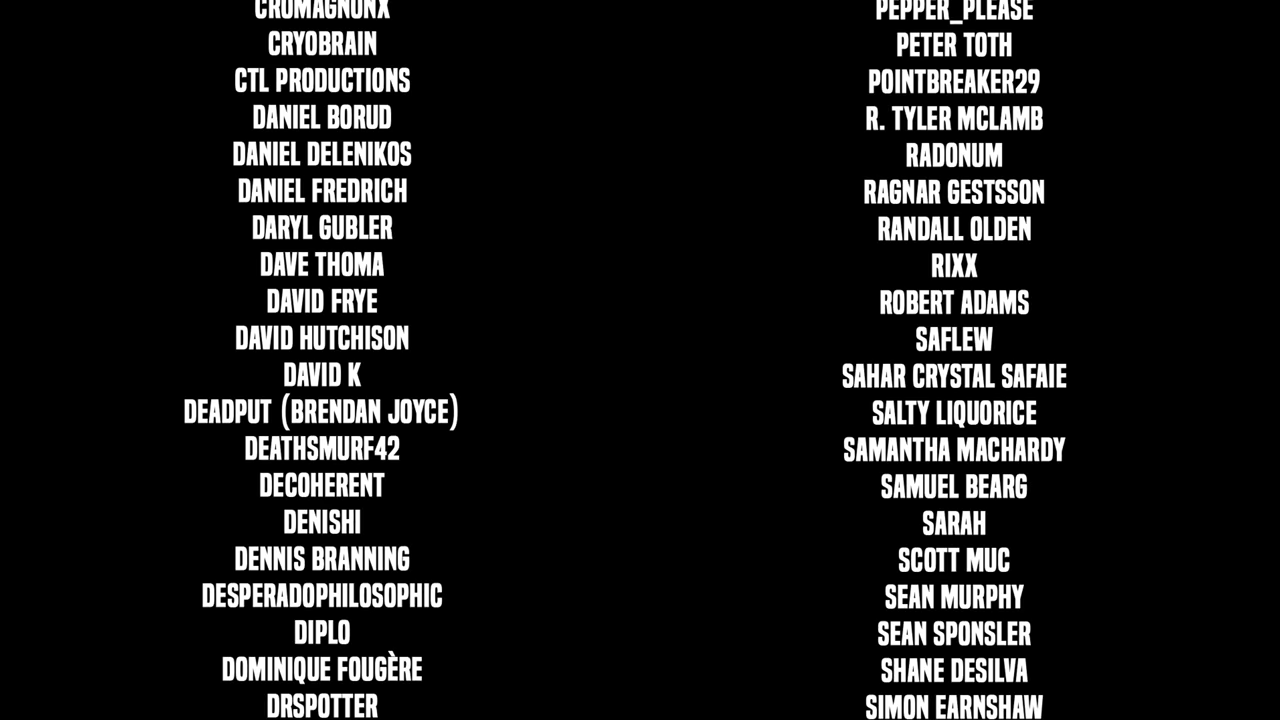 CROMAGNONX
CRYOBRAIN
CTL PRODUCTIONS
DANIEL BORUD
DANIEL DELENIKOS
DANIEL FREDRICH
DARYL GUBLER
DAVE THOMA
DAVID FRYE
DAVID HUTCHISON
DAVID K
DEADPUT (BRENDAN JOYCE)
DEATHSMURF42
DECOHERENT
DENISHI
DENNIS BRANNING
DESPERADOPHILOSOPHIC
DIPLO
DOMINIQUE FOUGÈRE
DRSPOTTER
PEPPER_PLEASE
PETER TOTH
POINTBREAKER29
R. TYLER MCLAMB
RADONUM
RAGNAR GESTSSON
RANDALL OLDEN
RIXX
ROBERT ADAMS
SAFLEW
SAHAR CRYSTAL SAFAIE
SALTY LIQUORICE
SAMANTHA MACHARDY
SAMUEL BEARG
SARAH
SCOTT MUC
SEAN MURPHY
SEAN SPONSLER
SHANE DESILVA
SIMON EARNSHAW